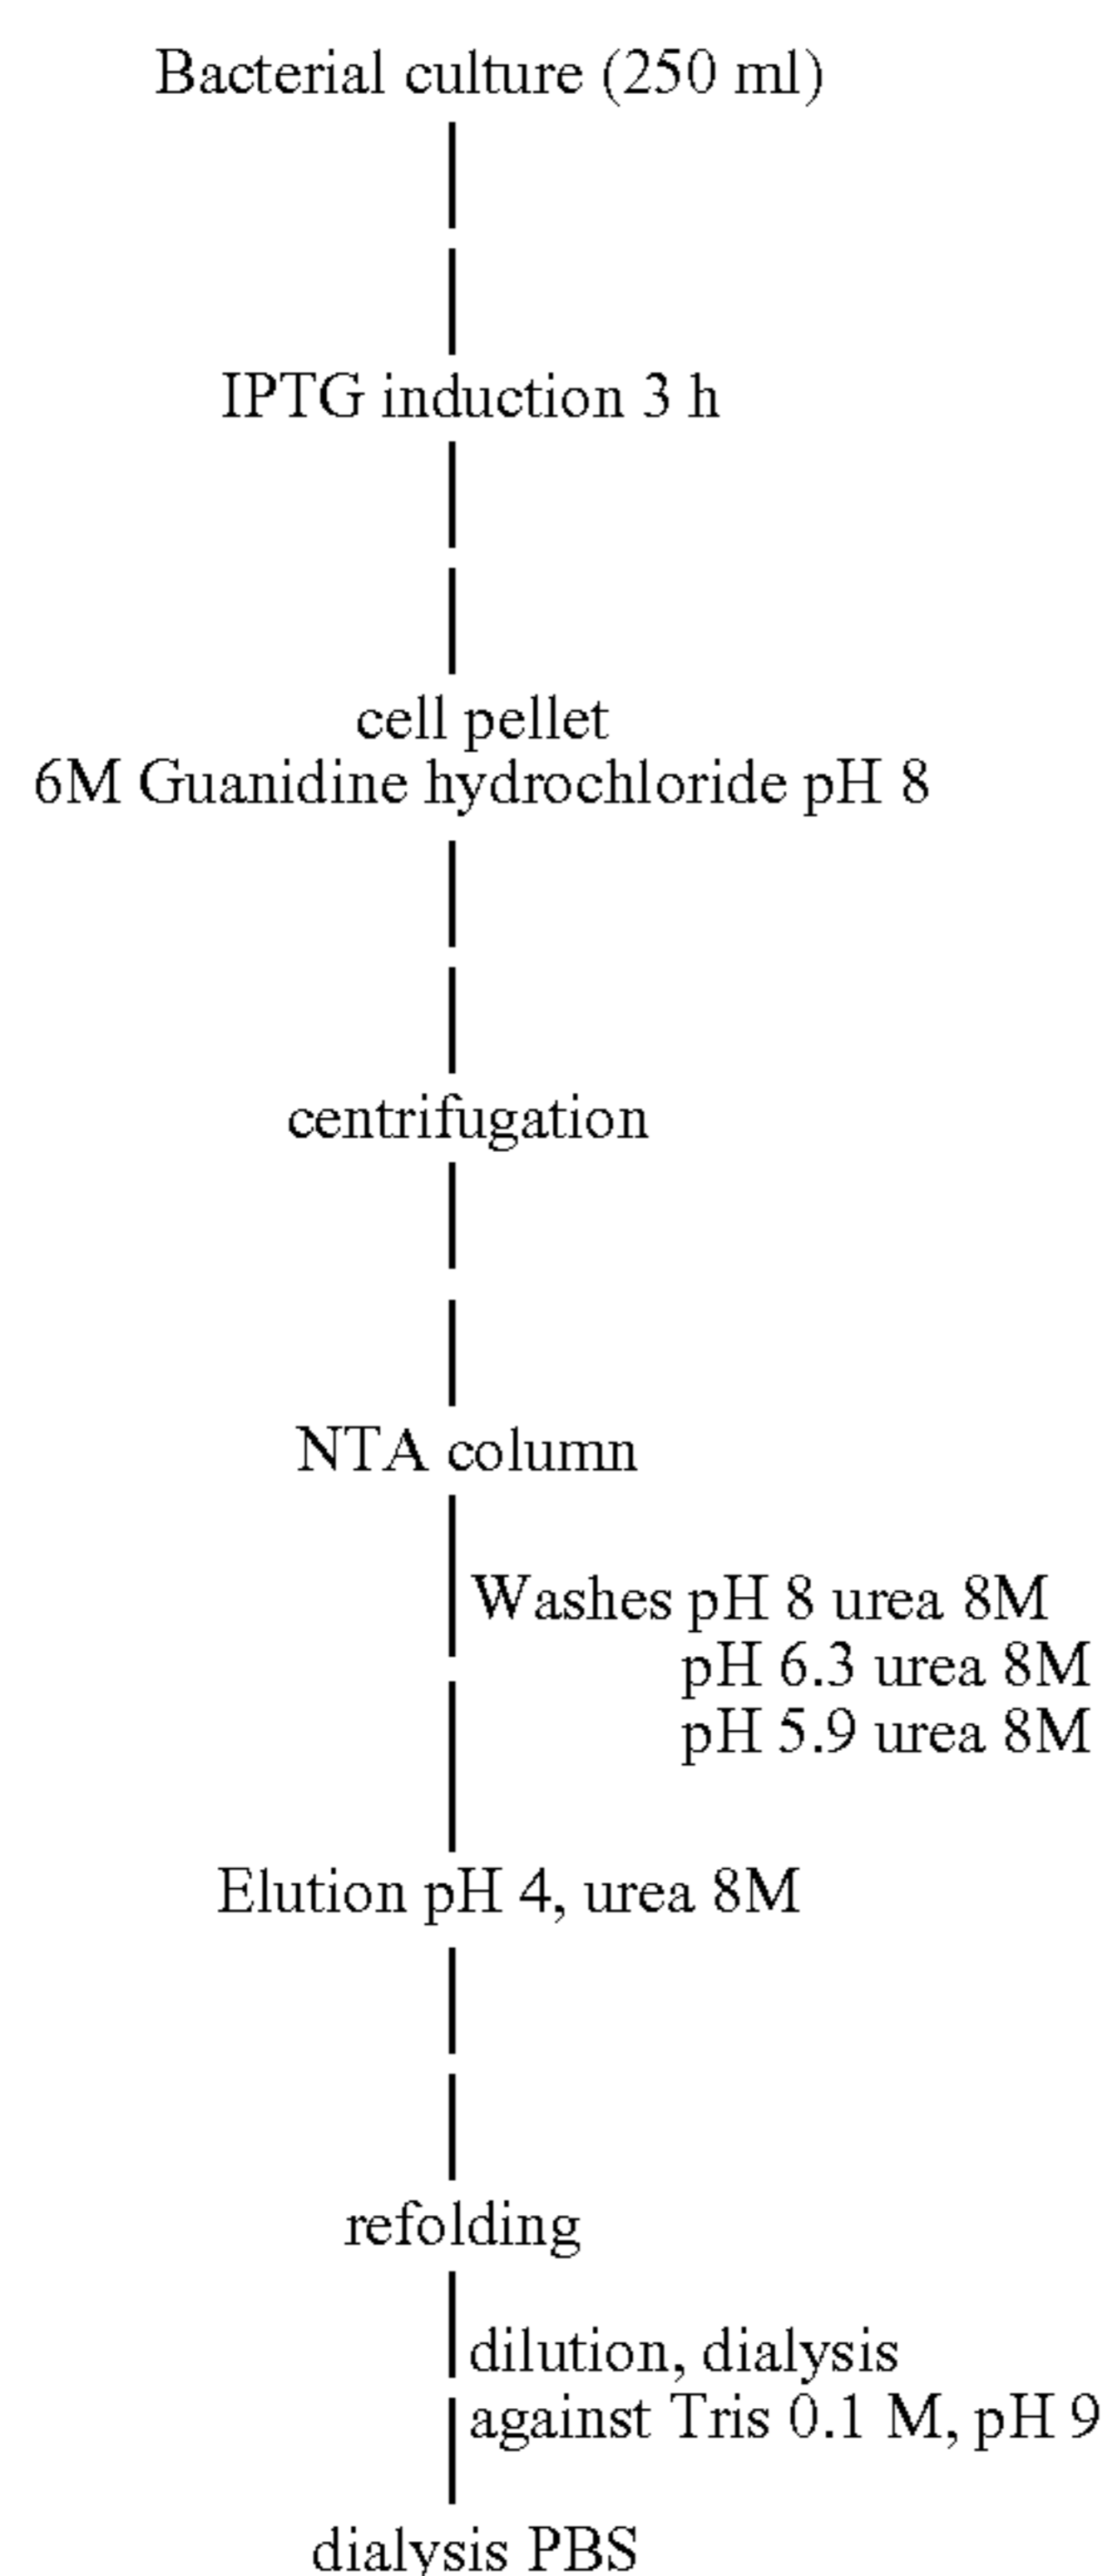 Bacterial culture (250 ml)
IPTG induction 3 h
cell pellet
6M Guanidine hydrochloride pH 8
centrifugation
NTA column
Washes pH 8 urea 8M
pH 6.3 urea 8M
pH 5.9 urea 8M
Elution pH 4, urea 8M
refolding
dilution, dialysis
against Tris 0.1 M, pH 9
dialysis PBS